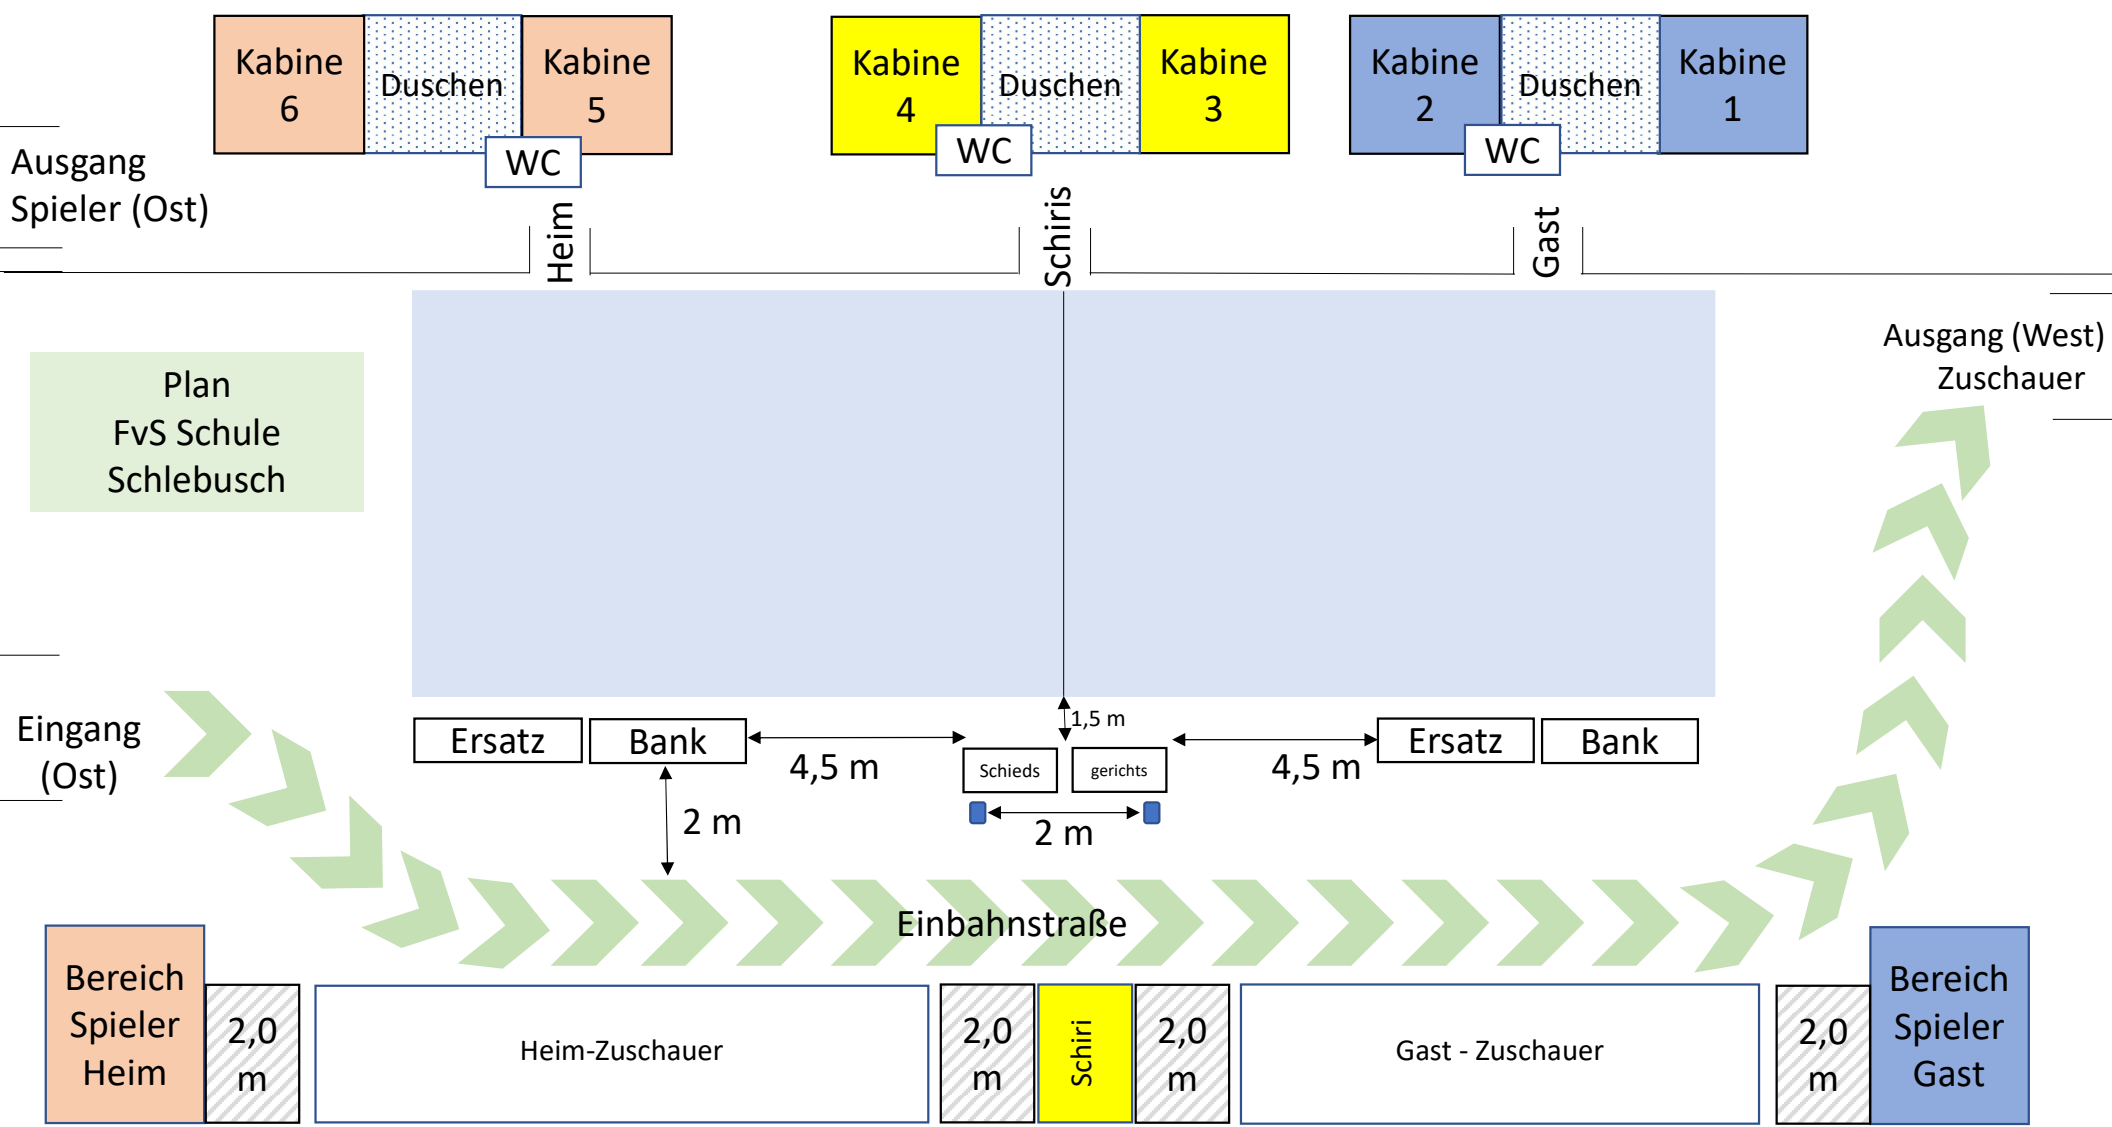 Kabine
6
Duschen
Kabine
5
WC
Kabine
4
Duschen
Kabine
3
WC
Kabine
2
Duschen
Kabine
1
WC
Ausgang
Spieler (Ost)
Heim
Schiris
Gast
Ausgang (West)
Zuschauer
Plan
FvS Schule
Schlebusch
Eingang
(Ost)
Ersatz
Bank
4,5 m
1,5 m
Schieds
gerichts
4,5 m
Ersatz
Bank
2 m
2 m
Einbahnstraße
Bereich
Spieler
Heim
2,0
m
Heim-Zuschauer
2,0
m
Schiri
2,0
m
Gast - Zuschauer
2,0
m
Bereich
Spieler
Gast